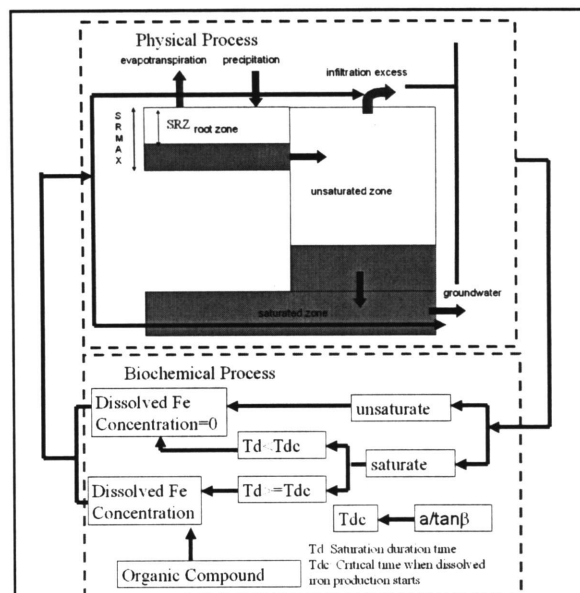 Physical Process
evapotranspiration
precipitation
infiltration excess
SRMAX
SRZ
root zone
unsaturated zone
groundwater
saturated zone
Biochemical Process
Dissolved Fe
Concentration=0
unsaturate
Td<Tdc
saturate
Dissolved Fe
Concentration
Td>=Tdc
Tdc
a/tanβ
Organic Compound
Td Saturation duration time
Tdc Critical time when dissolved
iron production starts